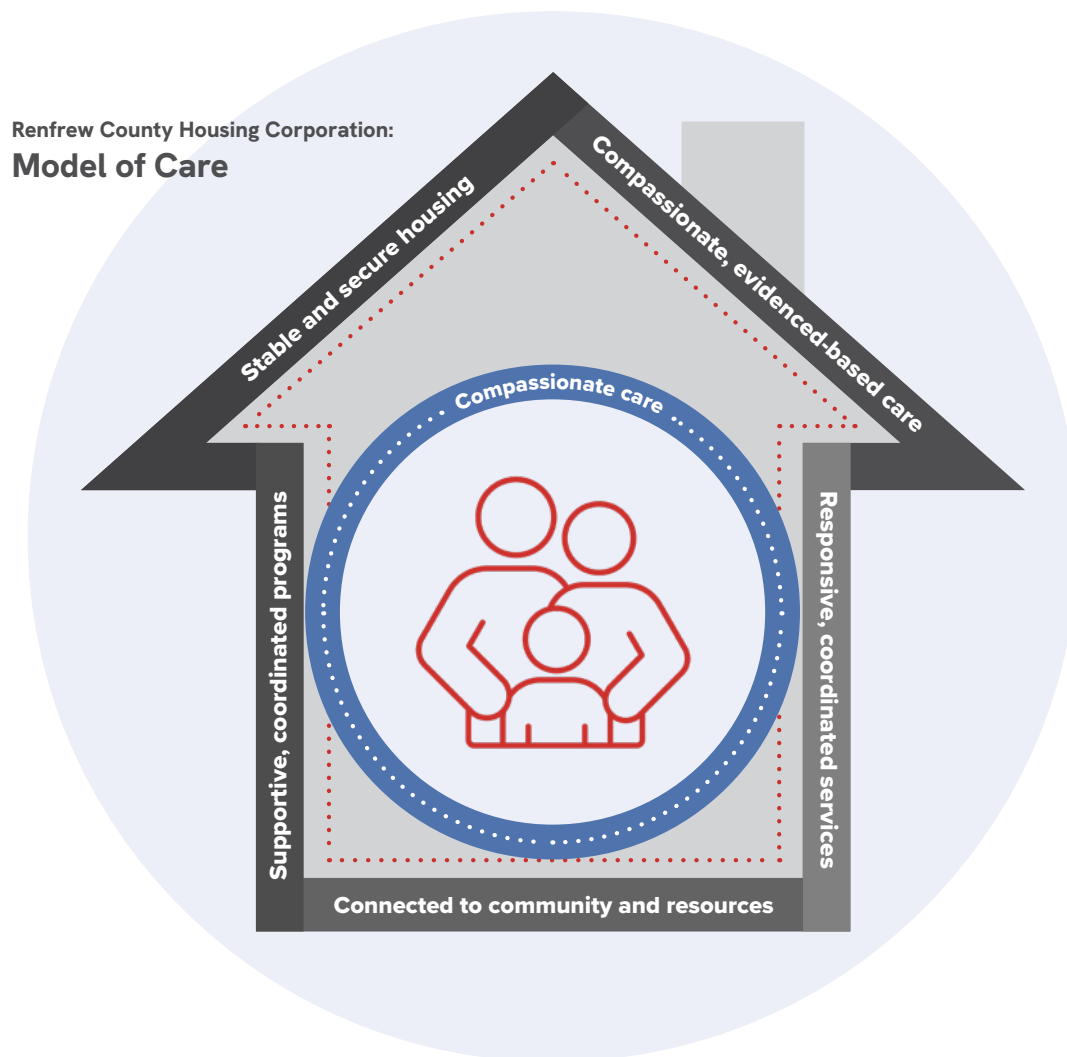 Renfrew County Housing Corporation:
Model of Care
Stable and secure housing
Compassionate, evidenced-based care
Compassionate care
Supportive, coordinated programs
Responsive, coordinated services
Connected to community and resources